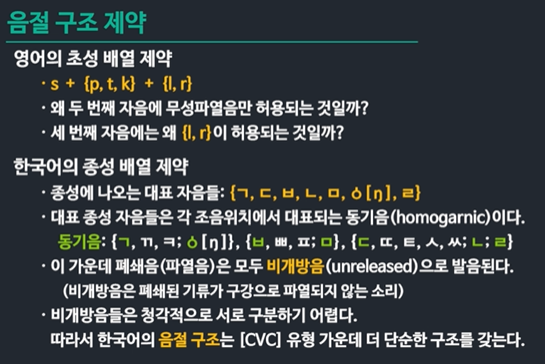 음절 구조 제약
영어의 초성 배열 제약
· s + {p, t, k} + {l, r}
· 왜 두 번째 자음에 무성파열음만 허용되는 것일까?
· 세 번째 자음에는 왜 {l, r}이 허용되는 것일까?
한국어의 종성 배열 제약
· 종성에 나오는 대표 자음들: {ㄱ, ㄷ, ㅂ, ㄴ, ㅁ, ㆁ[ŋ], ㄹ}
· 대표 종성 자음들은 각 조음위치에서 대표되는 동기음(homogarnic)이다.
동기음: {ㄱ, ㄲ, ㅋ; ㆁ[ŋ]}, {ㅂ, ㅃ, ㅍ; ㅁ}, {ㄷ, ㄸ, ㅌ, ㅅ, ㅆ; ㄴ; ㄹ}
· 이 가운데 폐쇄음(파열음)은 모두 비개방음(unreleased)으로 발음된다.
(비개방음은 폐쇄된 기류가 구강으로 파열되지 않는 소리)
· 비개방음들은 청각적으로 서로 구분하기 어렵다.
따라서 한국어의 음절 구조는 [CVC] 유형 가운데 더 단순한 구조를 갖는다.